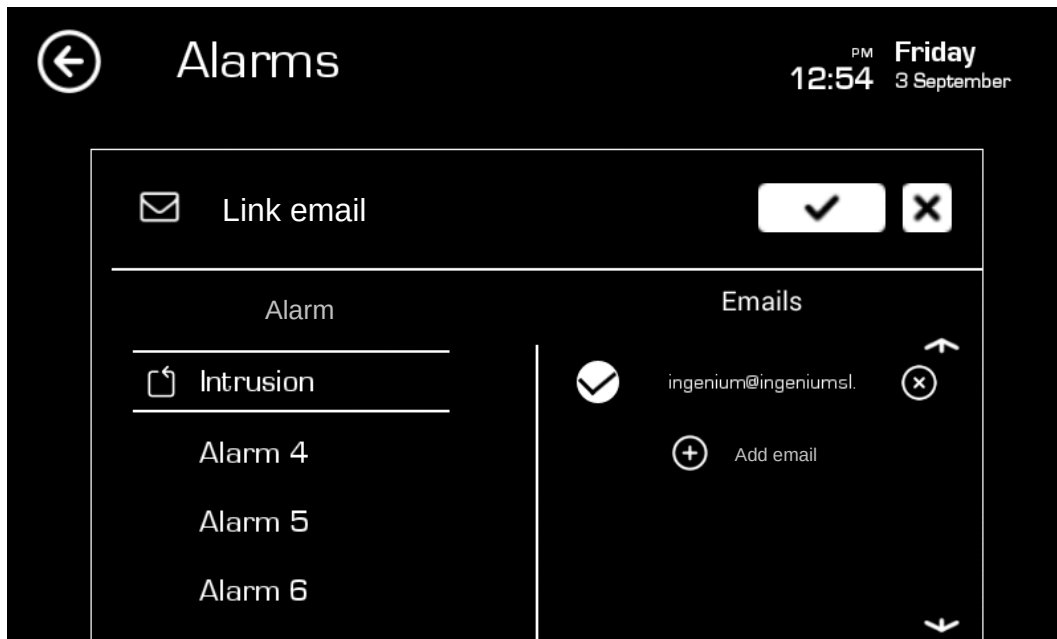 Alarms
PM
12:54
Friday
3 September
Link email
Alarm
Emails
Intrusion
ingenium@ingeniumsl.
Alarm 4
Add email
Alarm 5
Alarm 6